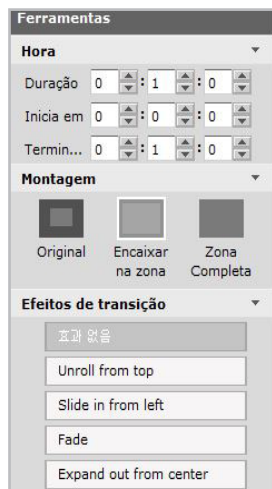 Ferramentas
Hora
Duração 0 : 1 : 0
Inicia em 0 : 0 : 0
Termin... 0 : 1 : 0
Montagem
Original Encaixar na zona Zona Completa
Efeitos de transição
효과 없음
Unroll from top
Slide in from left
Fade
Expand out from center